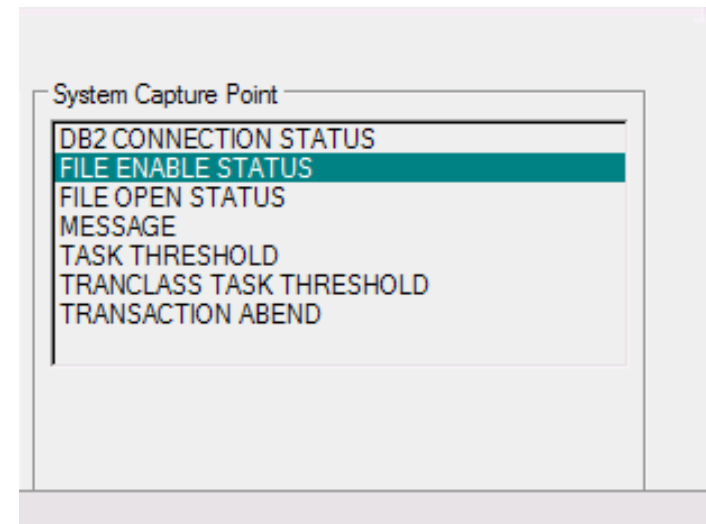 System Capture Point
DB2 CONNECTION STATUS
FILE ENABLE STATUS
FILE OPEN STATUS
MESSAGE
TASK THRESHOLD
TRANCLASS TASK THRESHOLD
TRANSACTION ABEND